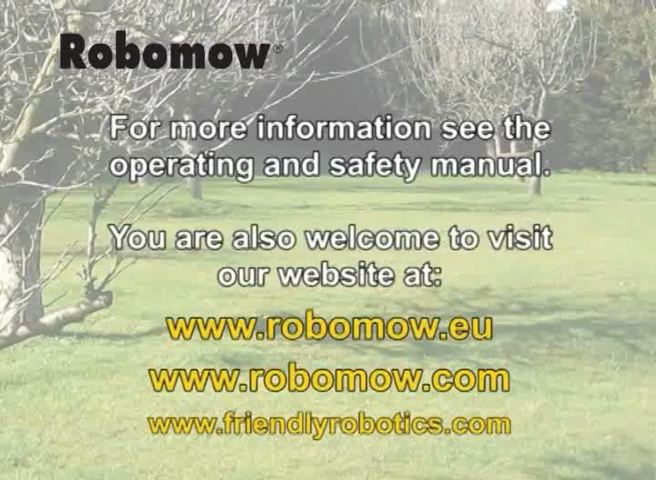 Robomow®
For more information see the
operating and safety manual.
You are also welcome to visit
our website at:
www.robomow.eu
www.robomow.com
www.friendlyrobotics.com